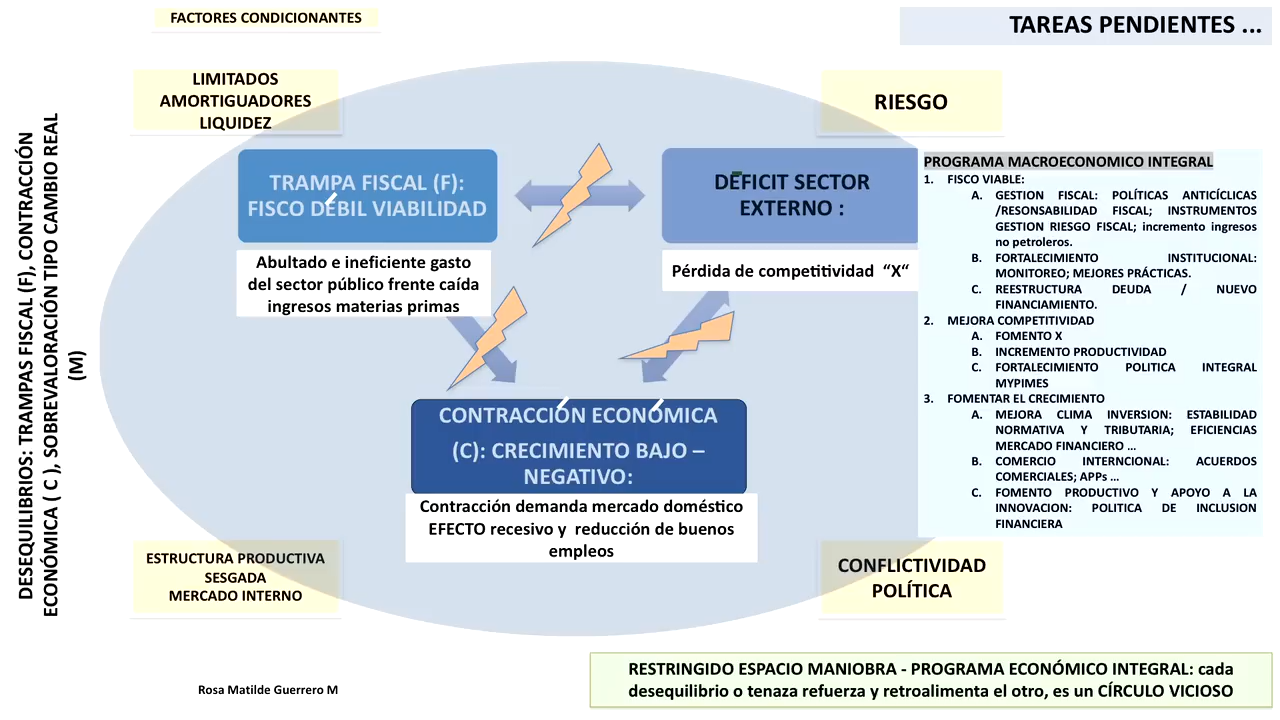 FACTORES CONDICIONANTES
TAREAS PENDIENTES ...
DESEQUILIBRIOS: TRAMPAS FISCAL (F), CONTRACCIÓN
ECONÓMICA ( C ), SOBREVALORACIÓN TIPO CAMBIO REAL
(M)
LIMITADOS
AMORTIGUADORES
LIQUIDEZ
RIESGO
TRAMPA FISCAL (F):
FISCO DÉBIL VIABILIDAD
Abultado e ineficiente gasto
del sector público frente caída
ingresos materias primas
DÉFICIT SECTOR
EXTERNO :
Pérdida de competitividad “X“
CONTRACCIÓN ECONÓMICA
(C): CRECIMIENTO BAJO –
NEGATIVO:
Contracción demanda mercado doméstico
EFECTO recesivo y reducción de buenos
empleos
PROGRAMA MACROECONOMICO INTEGRAL
1. FISCO VIABLE:
A. GESTION FISCAL: POLÍTICAS ANTICÍCLICAS
/RESONSABILIDAD FISCAL; INSTRUMENTOS
GESTION RIESGO FISCAL; incremento ingresos
no petroleros.
B. FORTALECIMIENTO INSTITUCIONAL:
MONITOREO; MEJORES PRÁCTICAS.
C. REESTRUCTURA DEUDA / NUEVO
FINANCIAMIENTO.
2. MEJORA COMPETITIVIDAD
A. FOMENTO X
B. INCREMENTO PRODUCTIVIDAD
C. FORTALECIMIENTO POLITICA INTEGRAL
MYPIMES
3. FOMENTAR EL CRECIMIENTO
A. MEJORA CLIMA INVERSION: ESTABILIDAD
NORMATIVA Y TRIBUTARIA; EFICIENCIAS
MERCADO FINANCIERO ...
B. COMERCIO INTERNCIONAL: ACUERDOS
COMERCIALES; APPs ...
C. FOMENTO PRODUCTIVO Y APOYO A LA
INNOVACION: POLITICA DE INCLUSION
FINANCIERA
ESTRUCTURA PRODUCTIVA
SESGADA
MERCADO INTERNO
CONFLICTIVIDAD
POLÍTICA
RESTRINGIDO ESPACIO MANIOBRA - PROGRAMA ECONÓMICO INTEGRAL: cada
desequilibrio o tenaza refuerza y retroalimenta el otro, es un CÍRCULO VICIOSO
Rosa Matilde Guerrero M